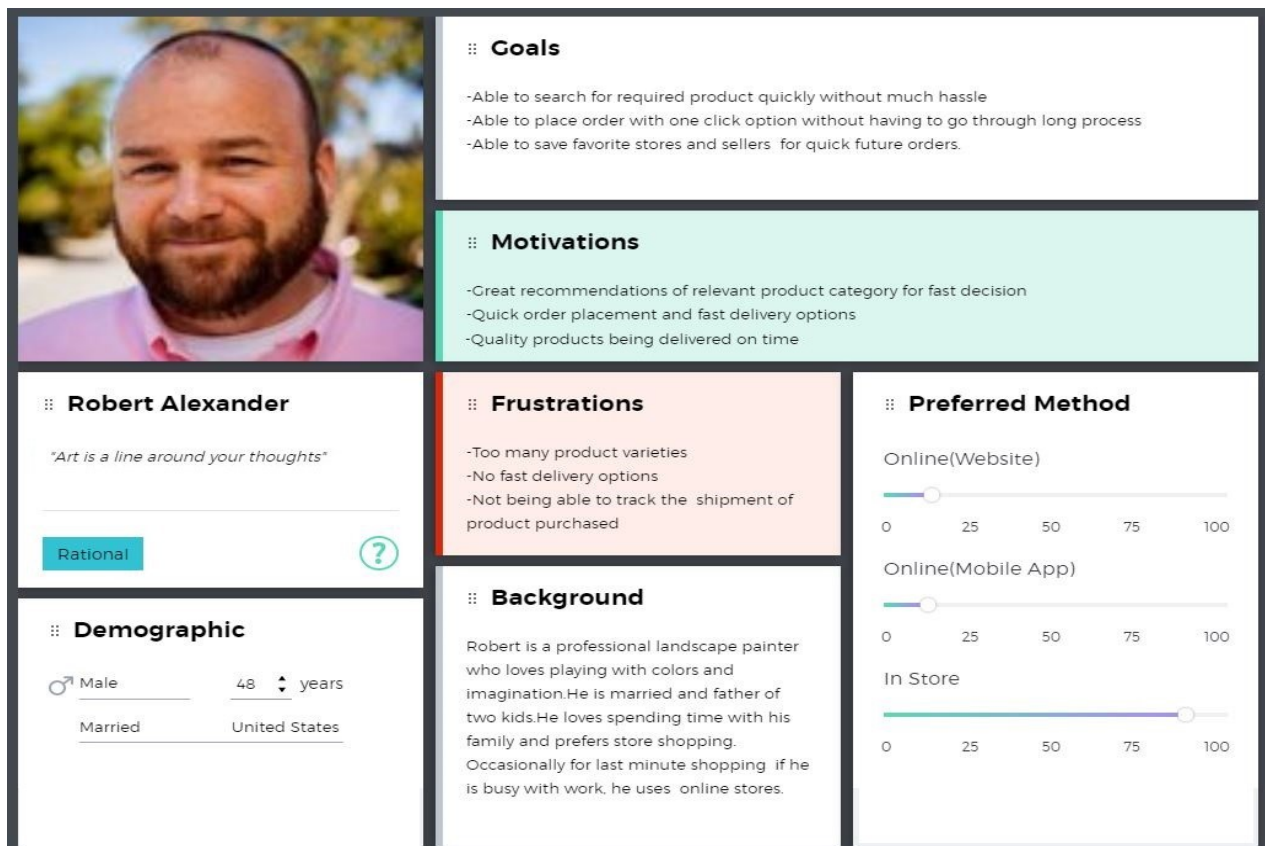 Goals
-Able to search for required product quickly without much hassle
-Able to place order with one click option without having to go through long process
-Able to save favorite stores and sellers  for quick future orders.
Motivations
-Great recommendations of relevant product category for fast decision
-Quick order placement and fast delivery options
-Quality products being delivered on time
Robert Alexander
"Art is a line around your thoughts"
Rational
?
Demographic
Male 48 years
Married United States
Frustrations
-Too many product varieties
-No fast delivery options
-Not being able to track the  shipment of
product purchased
Background
Robert is a professional landscape painter
who loves playing with colors and
imagination.He is married and father of
two kids.He loves spending time with his
family and prefers store shopping.
Occasionally for last minute shopping  if he
is busy with work, he uses  online stores.
Preferred Method
Online(Website)
0 25 50 75 100
Online(Mobile App)
0 25 50 75 100
In Store
0 25 50 75 100